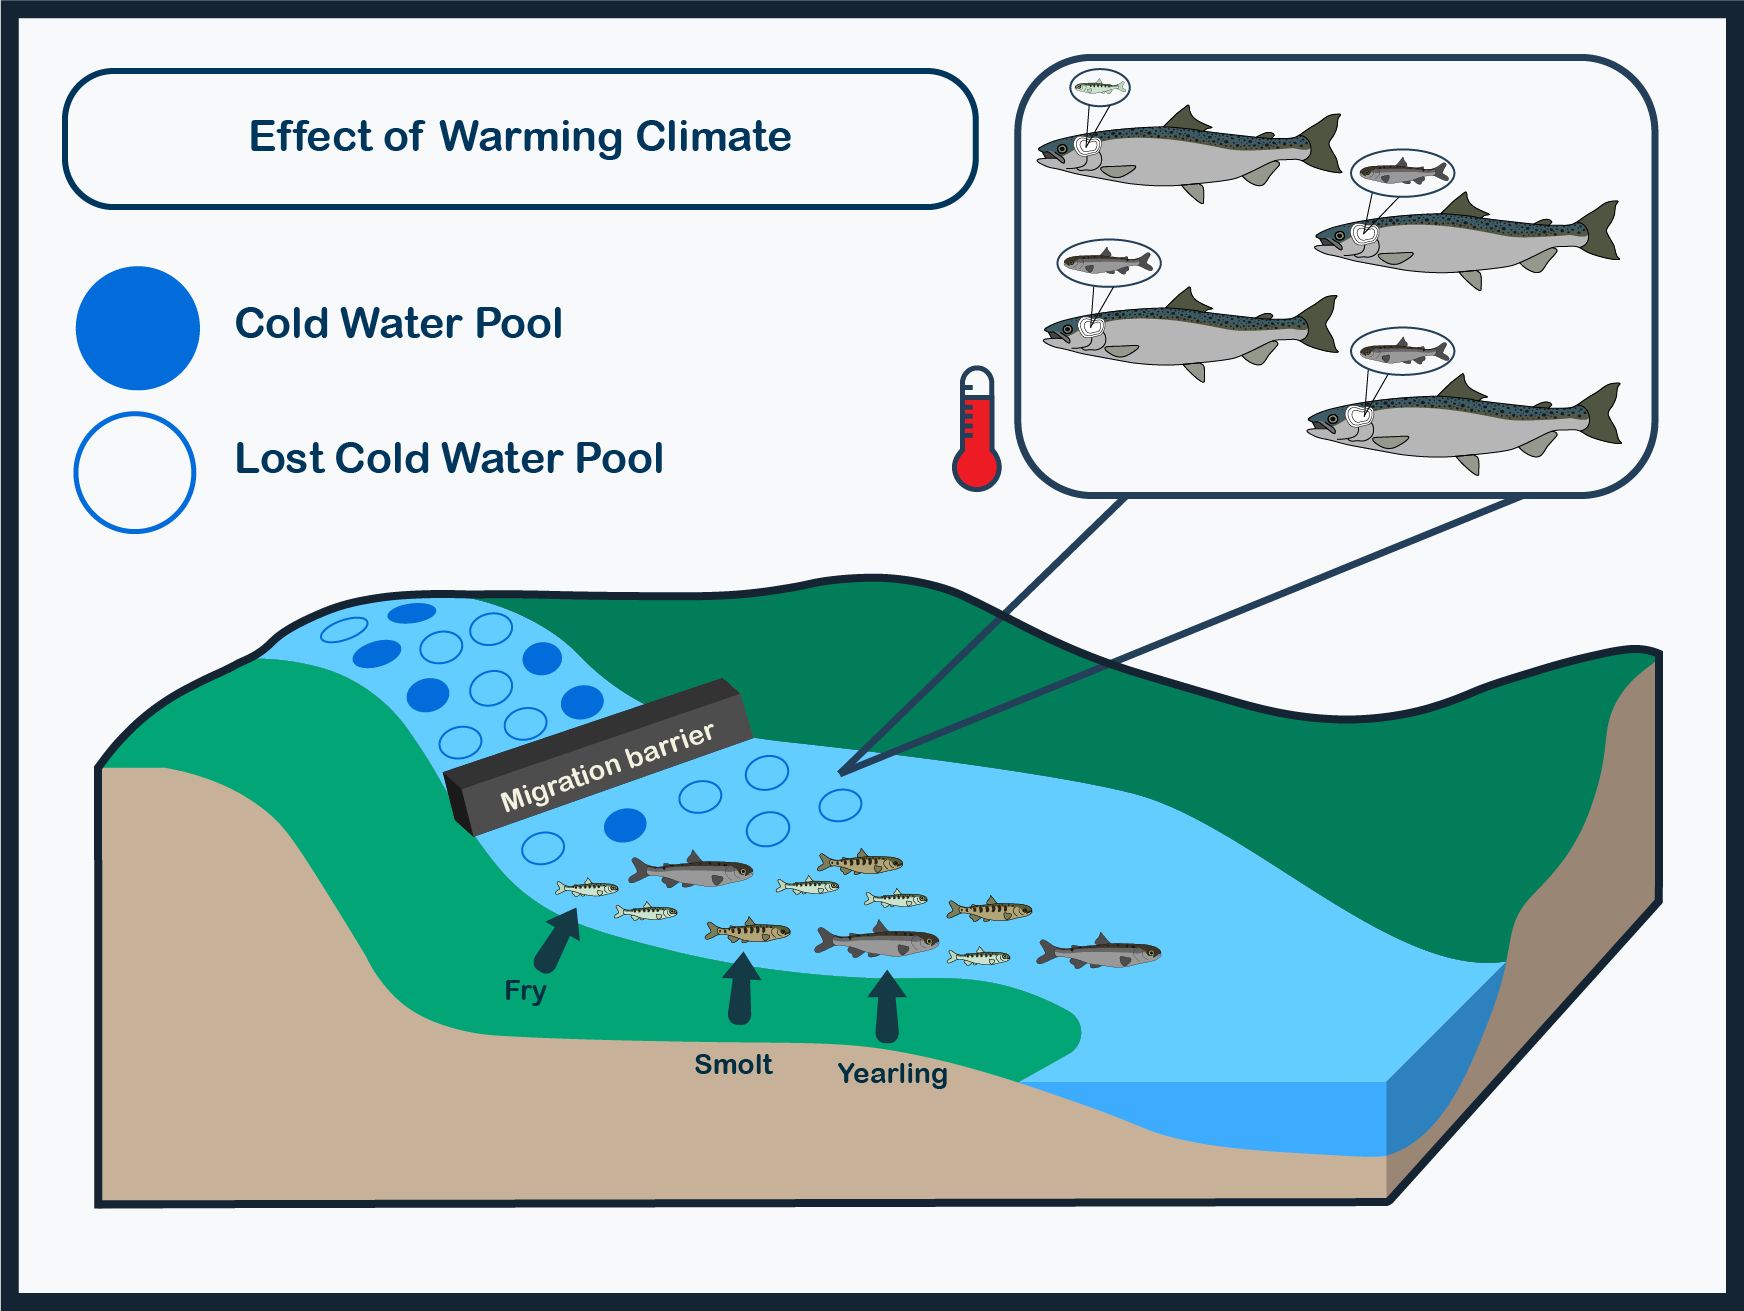 Effect of Warming Climate
Cold Water Pool
Lost Cold Water Pool
Migration barrier
Fry
Smolt
Yearling